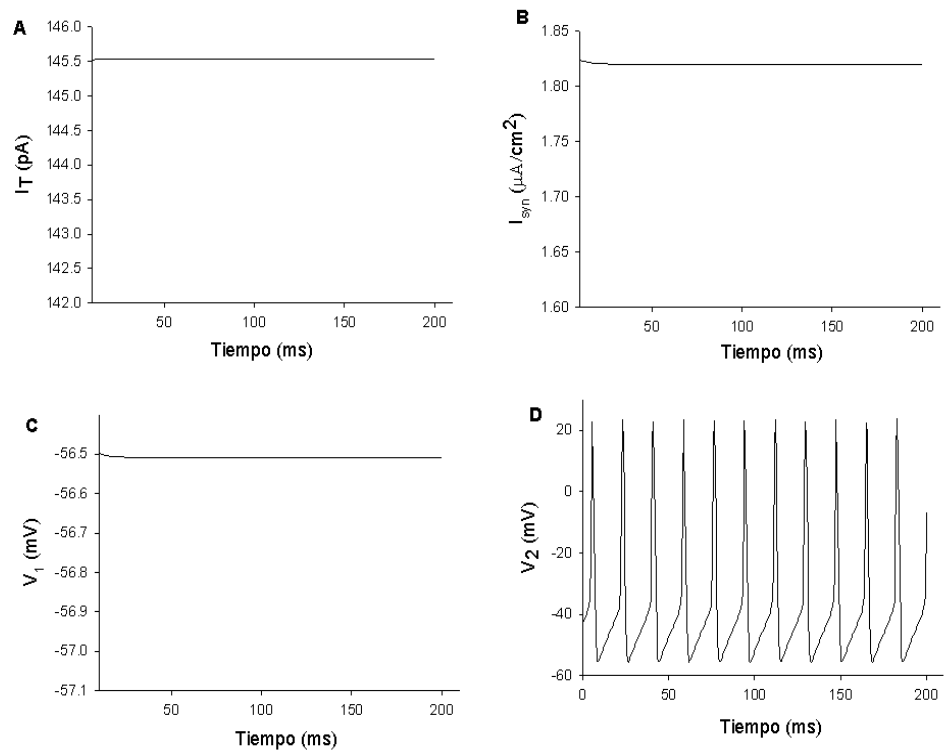 A
146.0
145.5
145.0
144.5
144.0
143.5
143.0
142.5
142.0
I_T (pA)
50 100 150 200
Tiempo (ms)
B
1.85
1.80
1.75
1.70
1.65
1.60
I_syn (μA/cm²)
50 100 150 200
Tiempo (ms)
C
-56.5
-56.6
-56.7
-56.8
-56.9
-57.0
-57.1
V_1 (mV)
50 100 150 200
Tiempo (ms)
D
20
0
-20
-40
-60
V_2 (mV)
0 50 100 150 200
Tiempo (ms)